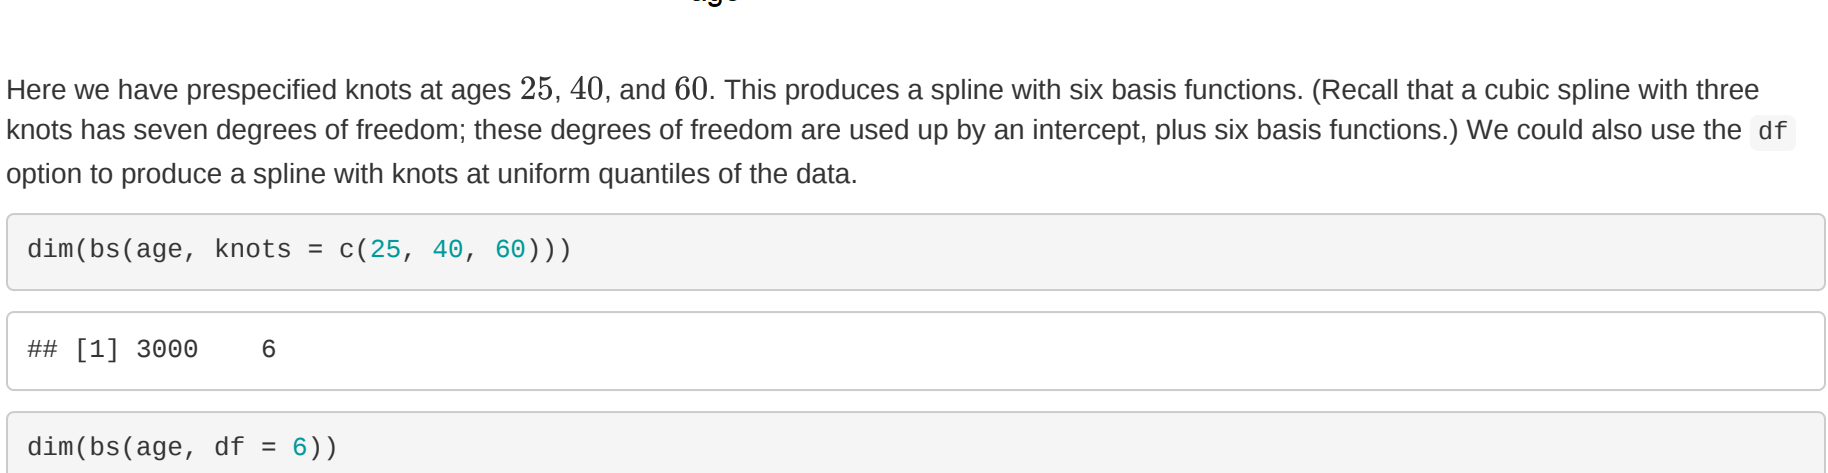 Here we have prespecified knots at ages 25, 40, and 60. This produces a spline with six basis functions. (Recall that a cubic spline with three
knots has seven degrees of freedom; these degrees of freedom are used up by an intercept, plus six basis functions.) We could also use the df
option to produce a spline with knots at uniform quantiles of the data.
dim(bs(age, knots = c(25, 40, 60)))
## [1] 3000    6
dim(bs(age, df = 6))